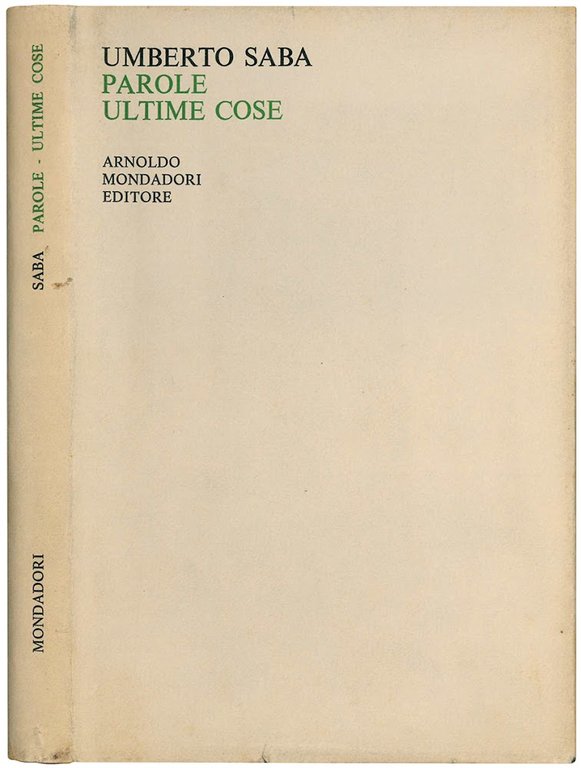 UMBERTO SABA
PAROLE
ULTIME COSE
ARNOLDO
MONDADORI
EDITORE
SABA PAROLE - ULTIME COSE
MONDADORI